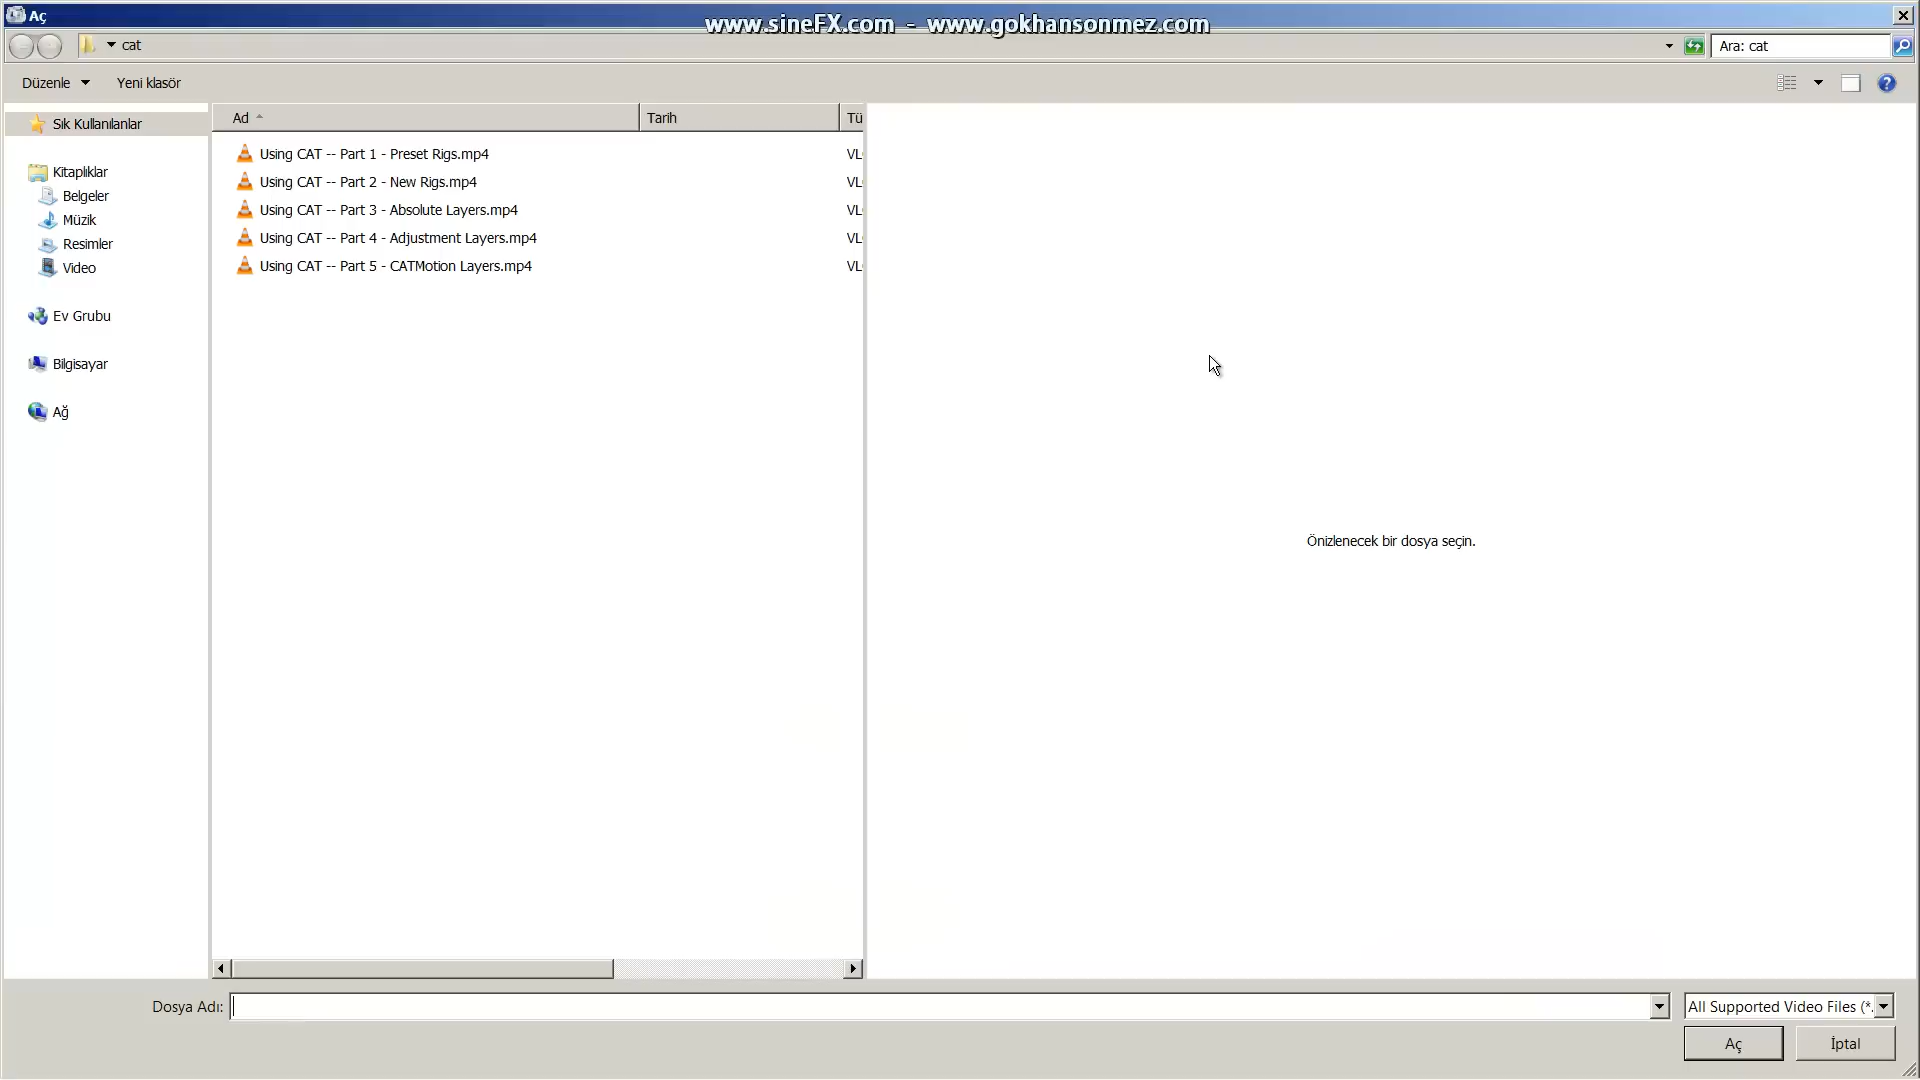 Aç
www.sineFX.com - www.gokhansonmez.com
cat
Ara: cat
Düzenle
Yeni klasör
Sık Kullanılanlar
Kitaplıklar
Belgeler
Müzik
Resimler
Video
Ev Grubu
Bilgisayar
Ağ
Ad
Tarih
Tü
Using CAT -- Part 1 - Preset Rigs.mp4
VL
Using CAT -- Part 2 - New Rigs.mp4
VL
Using CAT -- Part 3 - Absolute Layers.mp4
VL
Using CAT -- Part 4 - Adjustment Layers.mp4
VL
Using CAT -- Part 5 - CATMotion Layers.mp4
VL
Önizlenecek bir dosya seçin.
Dosya Adı:
All Supported Video Files (*.
Aç
İptal